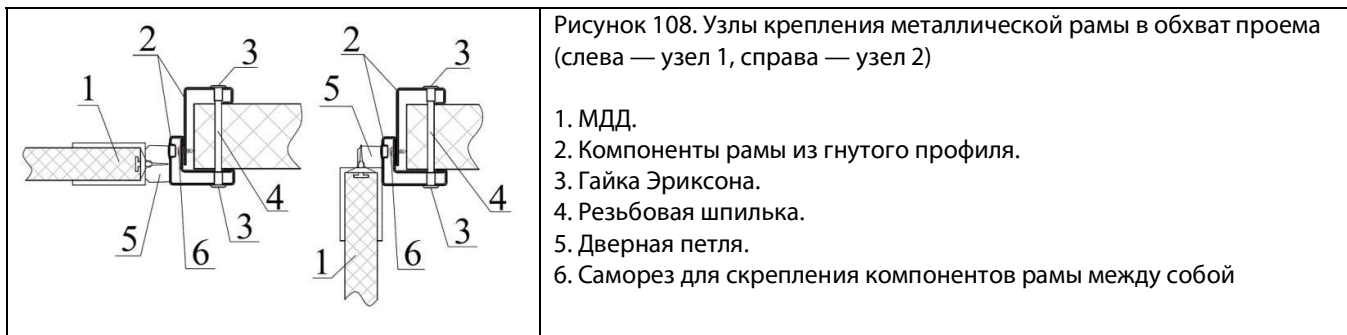 2
3
1
4
3
5
6
2
3
5
4
3
6
1
Рисунок 108. Узлы крепления металлической рамы в обхват проема
(слева — узел 1, справа — узел 2)
1. МДД.
2. Компоненты рамы из гнутого профиля.
3. Гайка Эриксона.
4. Резьбовая шпилька.
5. Дверная петля.
6. Саморез для скрепления компонентов рамы между собой